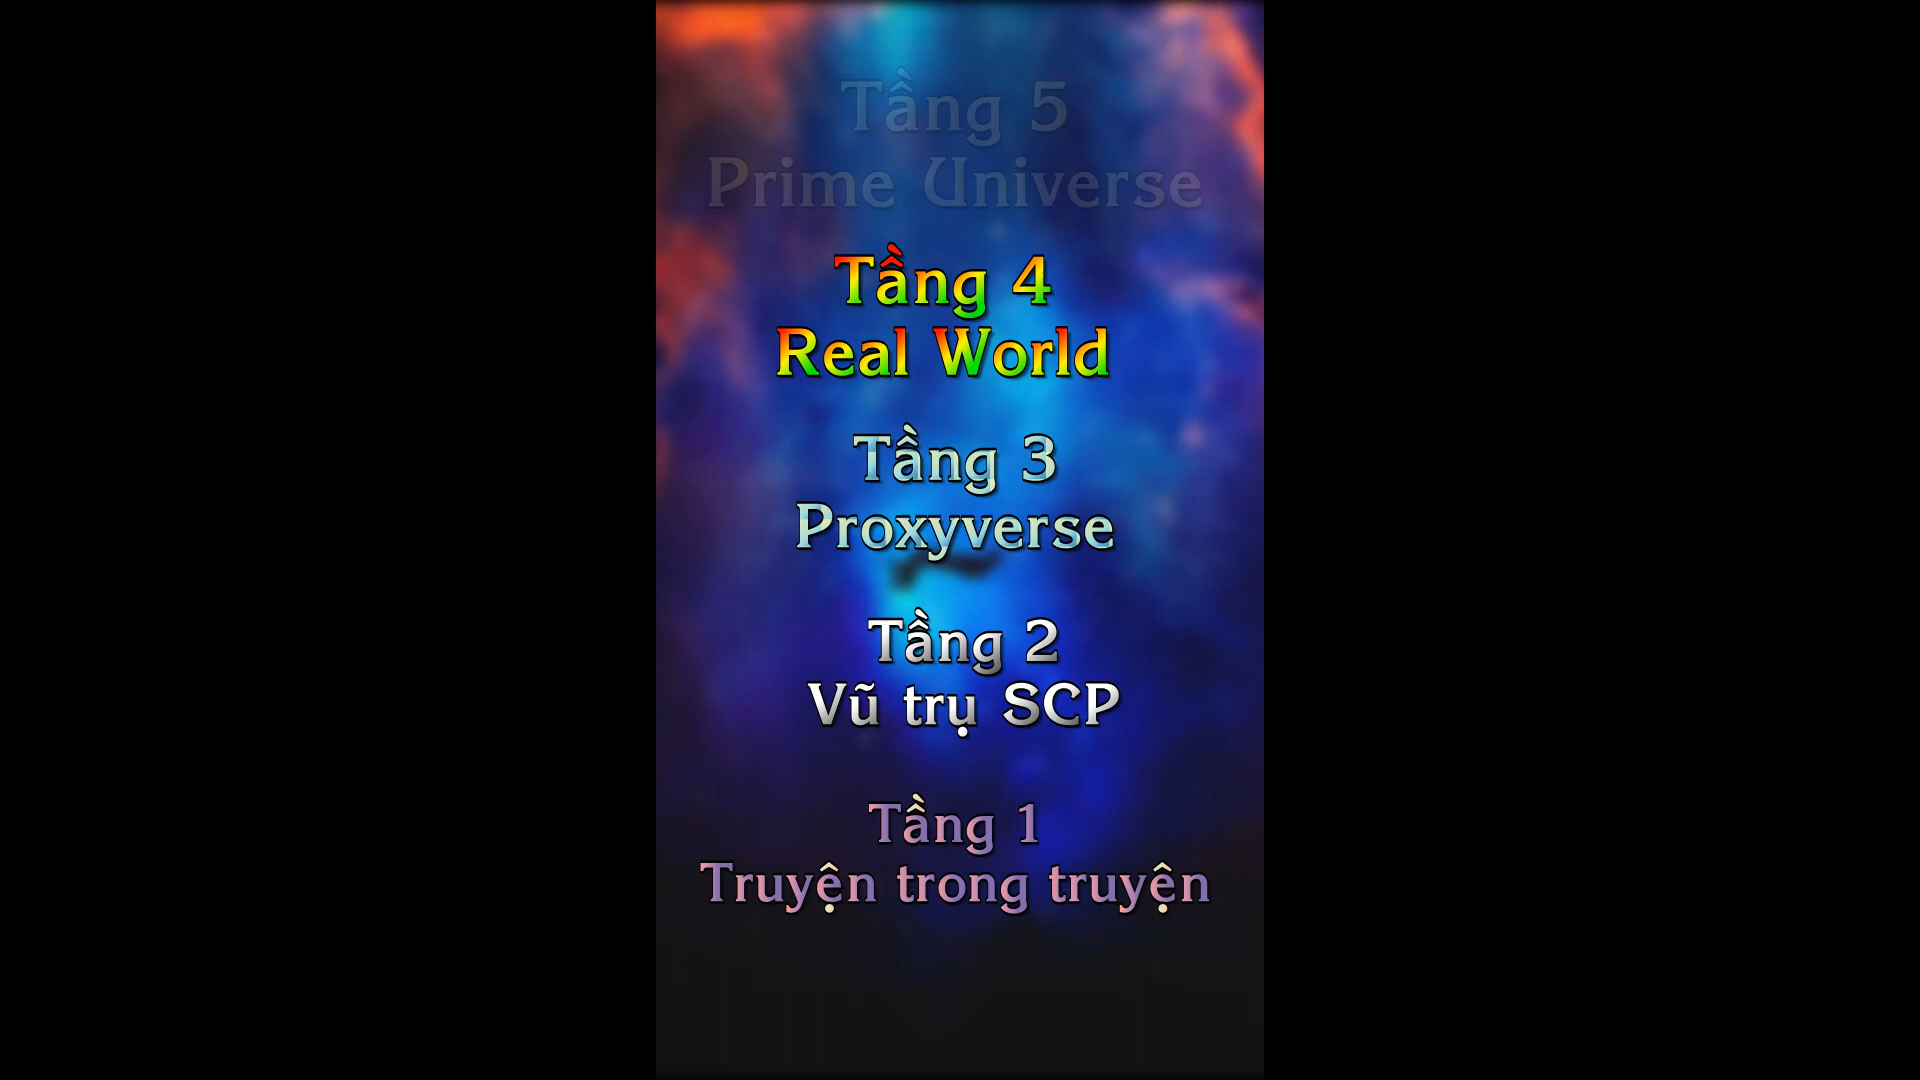 Tầng 5
Prime Universe
Tầng 4
Real World
Tầng 3
Proxyverse
Tầng 2
Vũ trụ SCP
Tầng 1
Truyện trong truyện